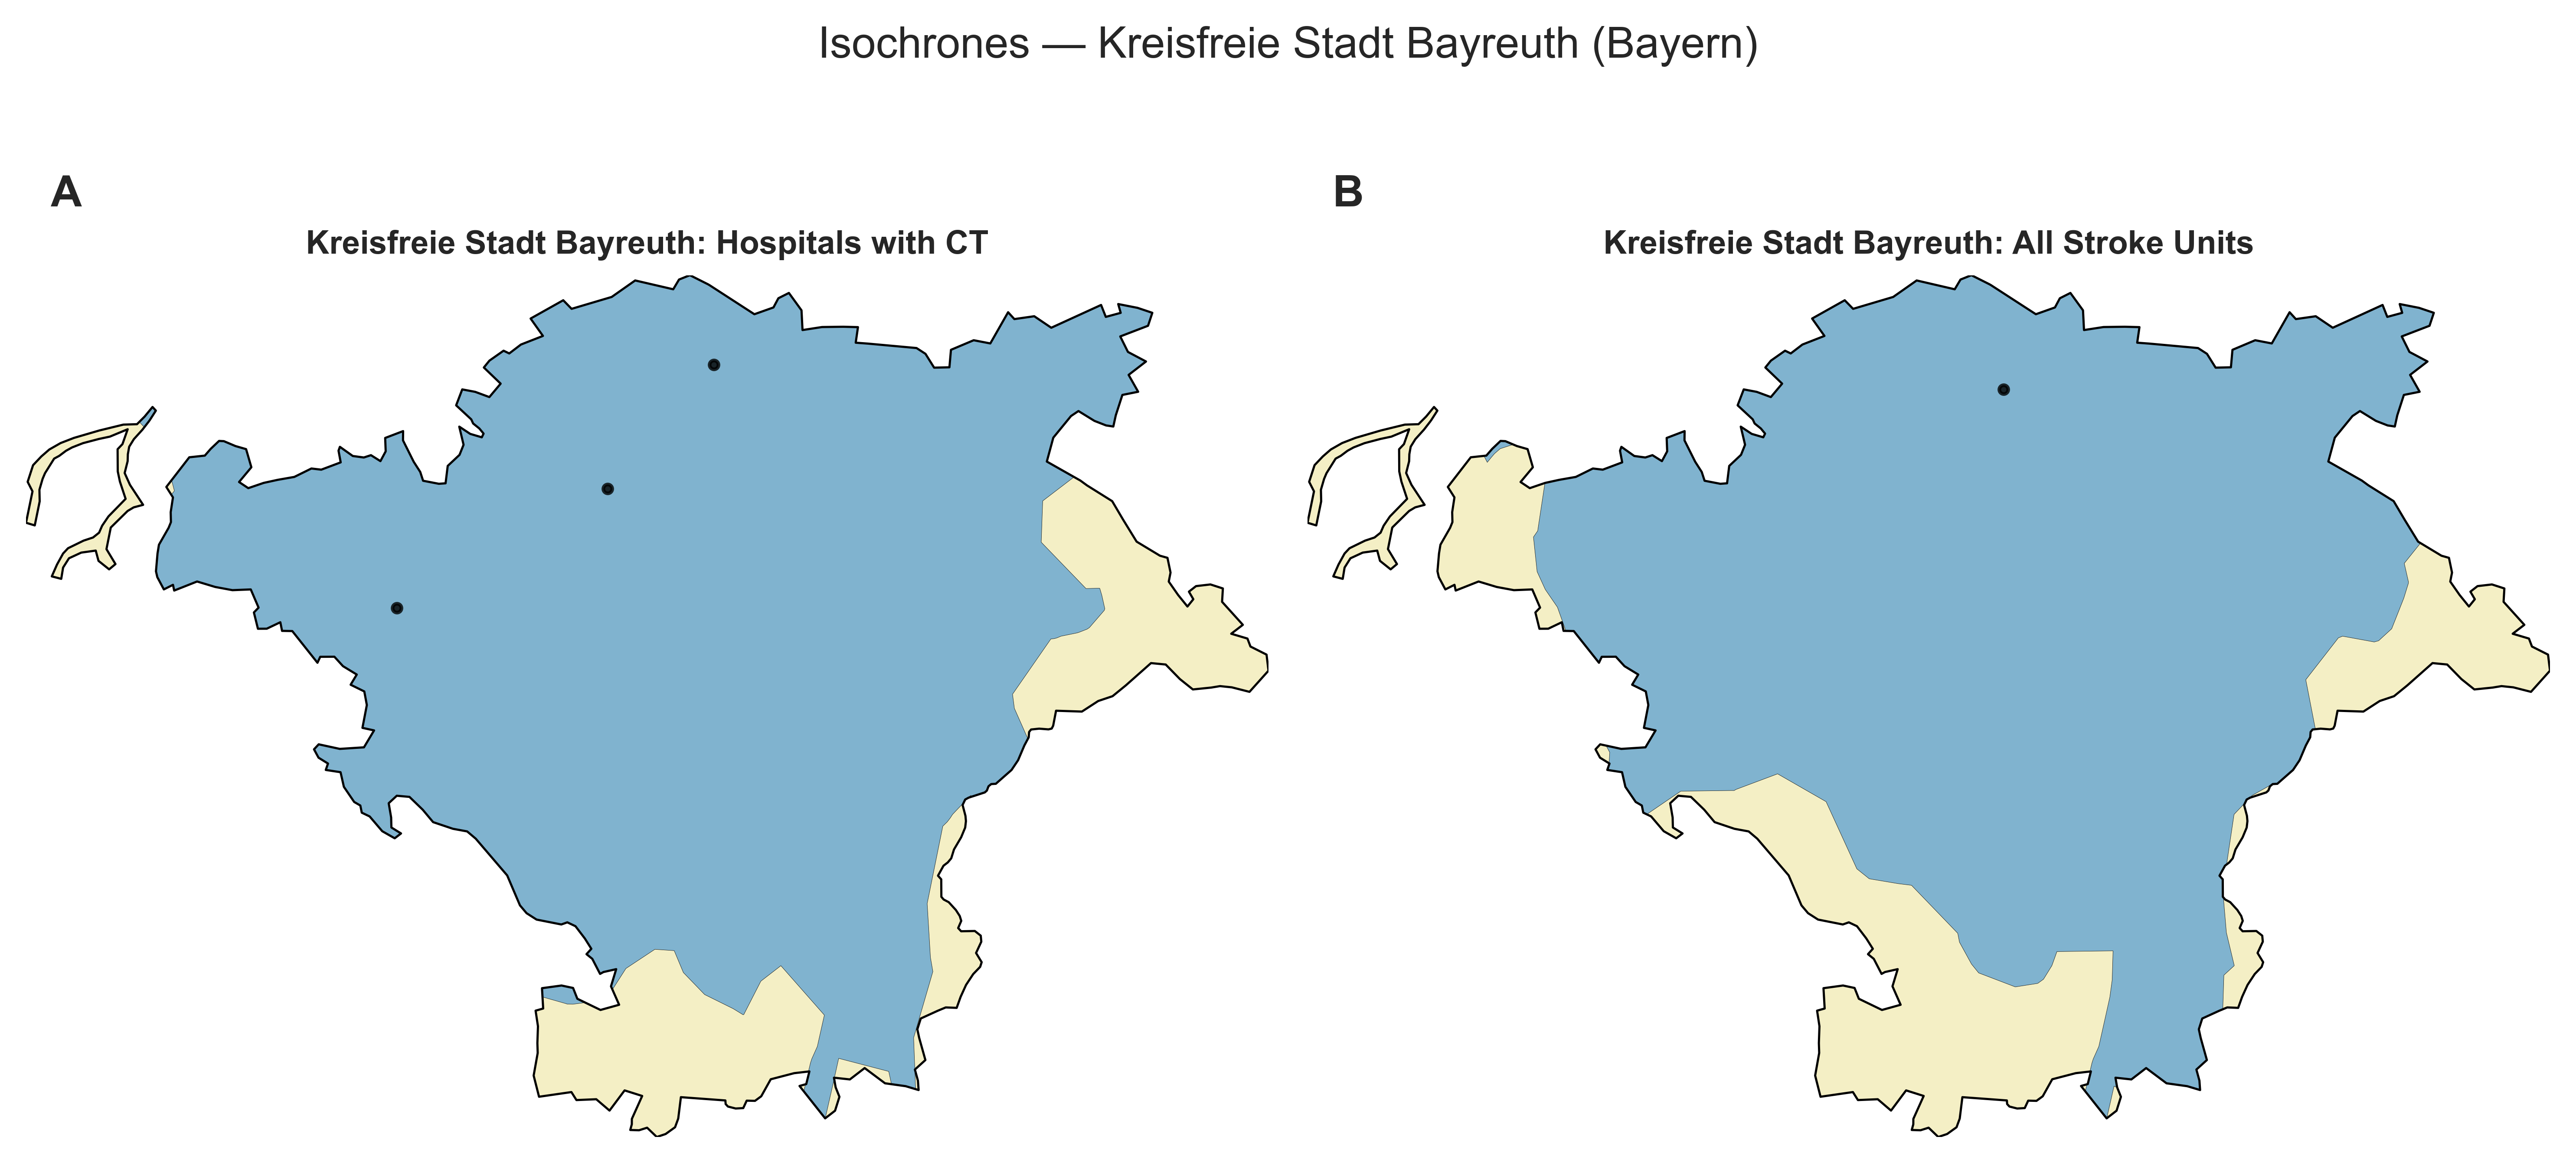 Isochrones — Kreisfreie Stadt Bayreuth (Bayern)
A
Kreisfreie Stadt Bayreuth: Hospitals with CT
B
Kreisfreie Stadt Bayreuth: All Stroke Units